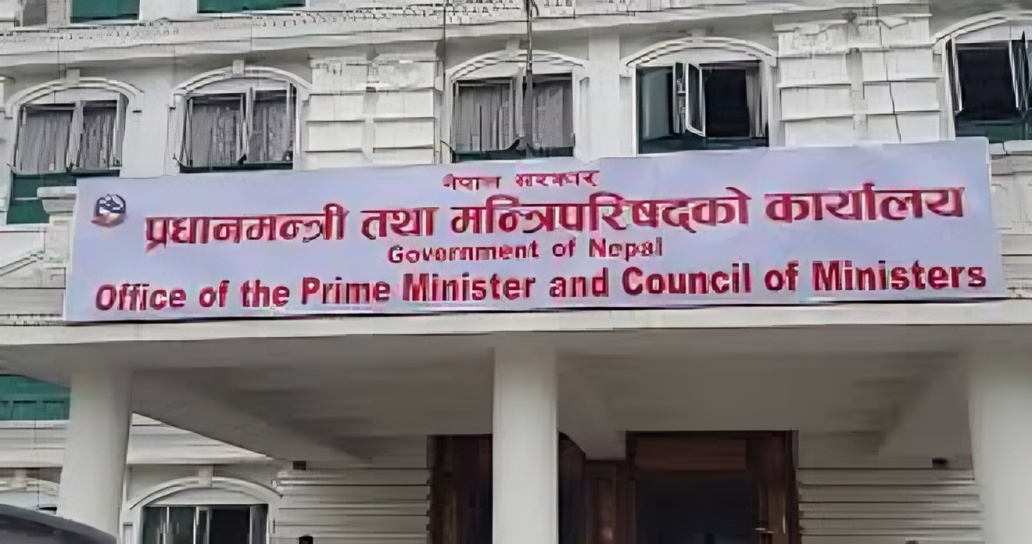 नेपाल सरकार
प्रधानमन्त्री तथा मन्त्रिपरिषद्को कार्यालय
Government of Nepal
Office of the Prime Minister and Council of Ministers